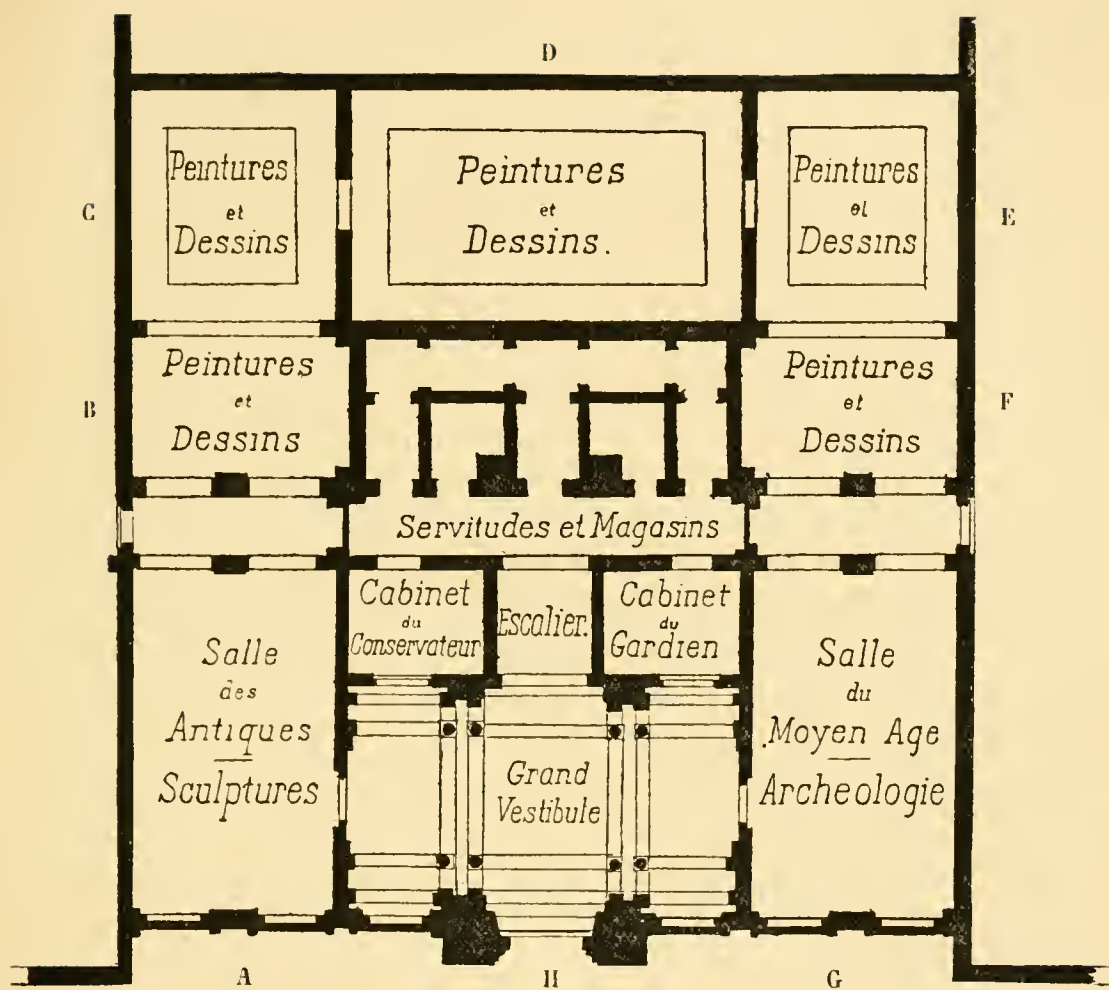 D
Peintures
et
Dessins
Peintures
et
Dessins.
Peintures
et
Dessins
C
E
Peintures
et
Dessins
Peintures
et
Dessins
B
F
Servitudes et Magasins
Cabinet
du
Conservateur
Escalier.
Cabinet
du
Gardien
Salle
des
Antiques
Sculptures
Grand
Vestibule
Salle
du
Moyen Age
Archeologie
A
H
G